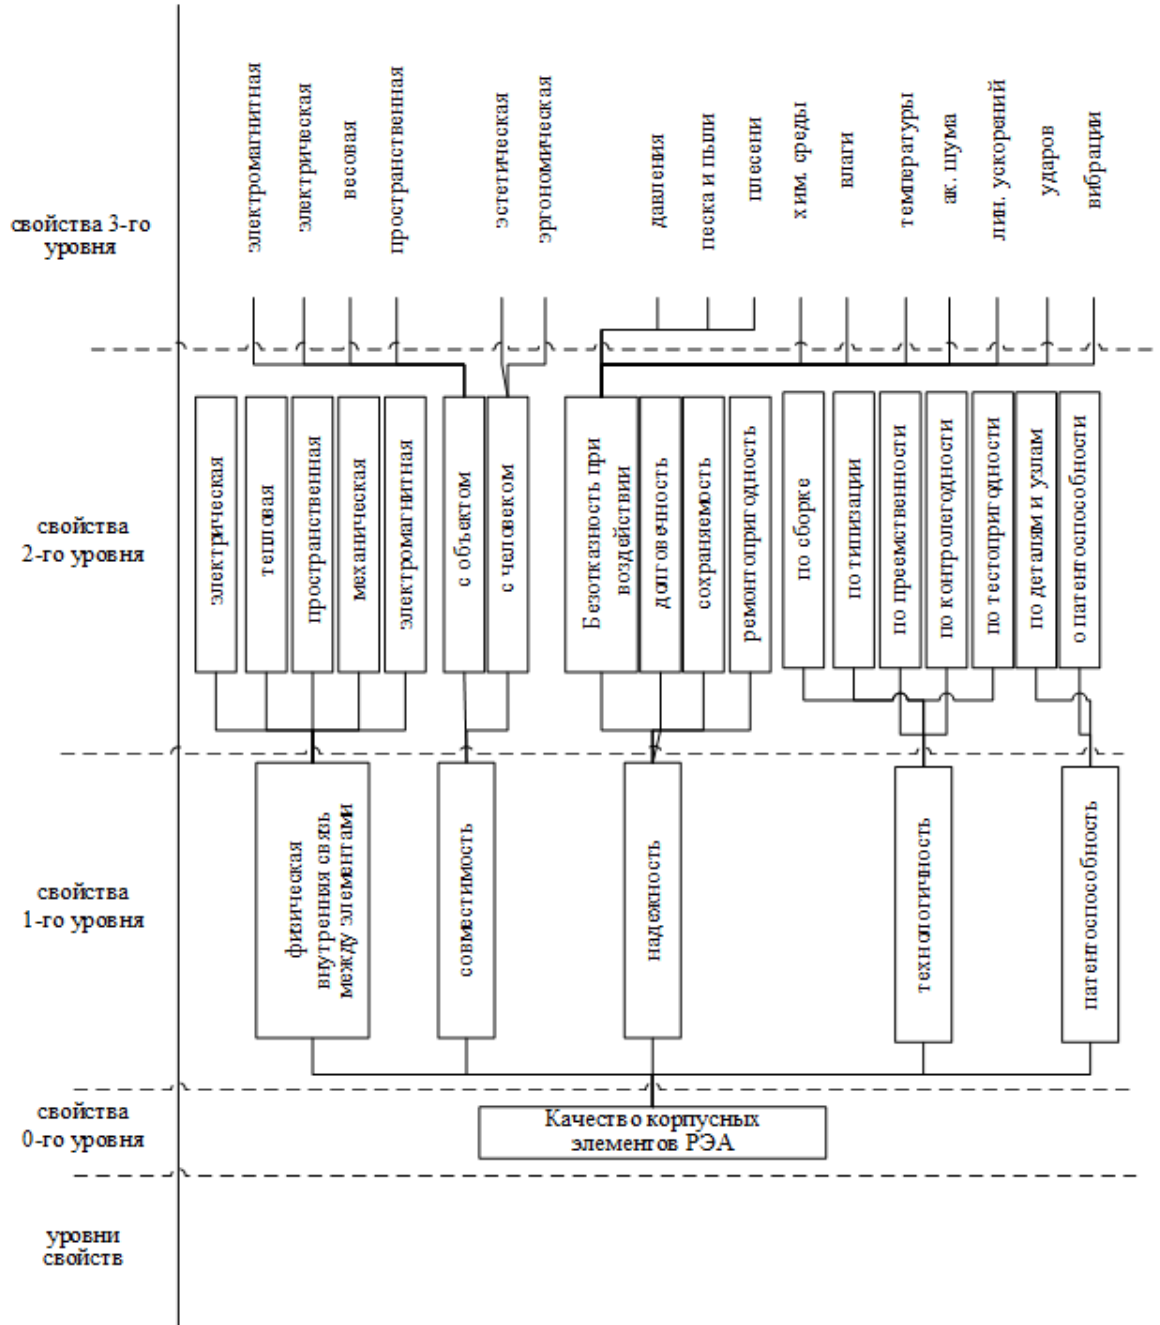 электромагнитная
электрическая
весовая
пространственная
эстетическая
эргономическая
давления
песка и пыли
плесени
хим. среды
влаги
температуры
ак. шума
лин. ускорений
ударов
вибрации
свойства 3-го
уровня
электрическая
тепловая
пространственная
механическая
электромагнитная
с объектом
с человеком
Безотказность при
воздействии
долговечность
сохраняемость
ремонтопригодность
по сборке
по типизации
по преемственности
по контролегодности
по тестопригодности
по деталям и узлам
о патентоспособности
свойства
2-го уровня
физическая
внутренняя связь
между элементами
совместимость
надежность
технологичность
патентоспособность
свойства
1-го уровня
свойства
0-го уровня
Качество корпусных
элементов РЭА
уровни
свойств